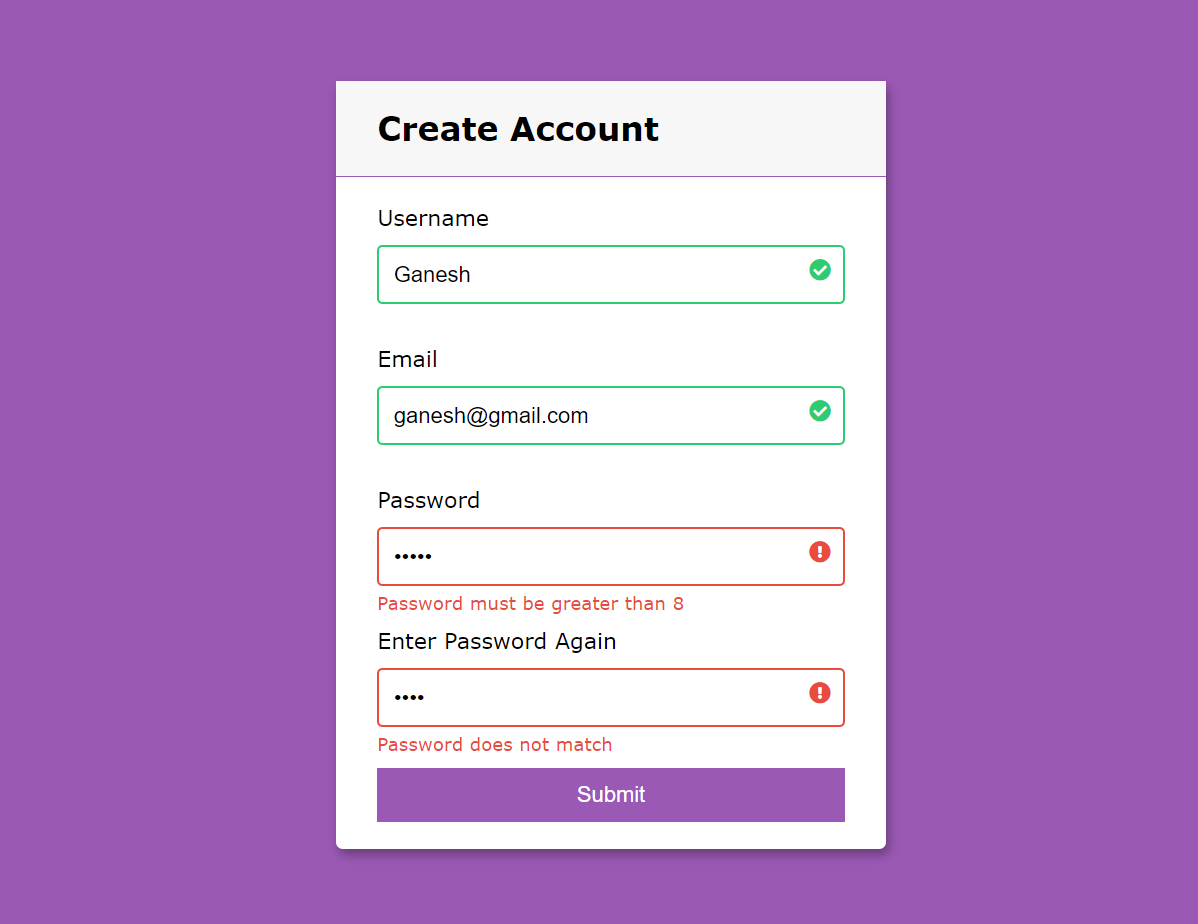 Create Account
Username
Ganesh
Email
ganesh@gmail.com
Password
•••••
Password must be greater than 8
Enter Password Again
••••
Password does not match
Submit